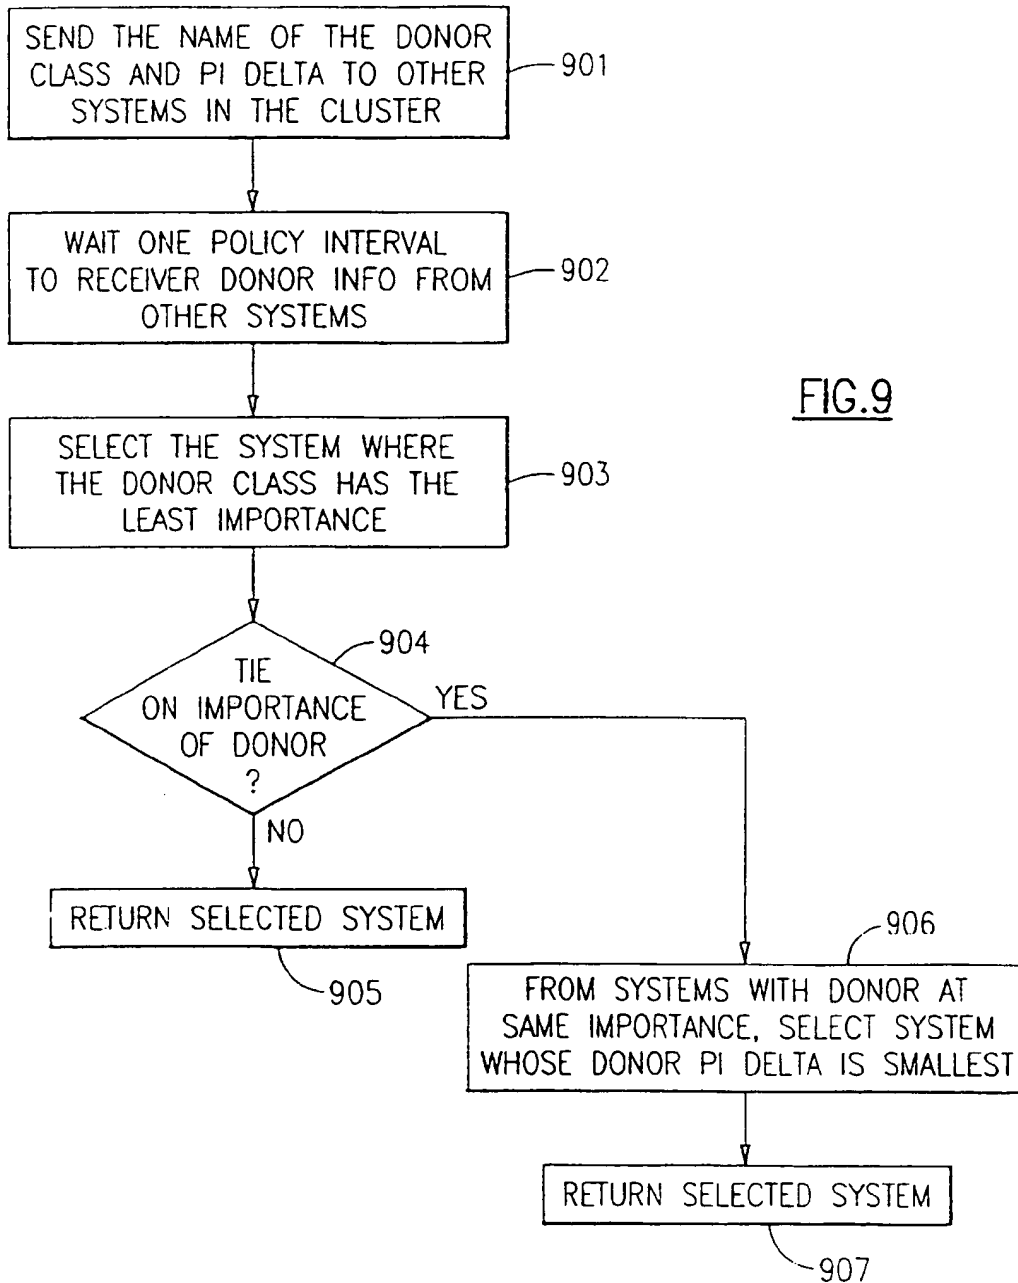 SEND THE NAME OF THE DONOR
CLASS AND PI DELTA TO OTHER
SYSTEMS IN THE CLUSTER
901
WAIT ONE POLICY INTERVAL
TO RECEIVER DONOR INFO FROM
OTHER SYSTEMS
902
FIG.9
SELECT THE SYSTEM WHERE
THE DONOR CLASS HAS THE
LEAST IMPORTANCE
903
904
TIE
ON IMPORTANCE
OF DONOR
?
YES
NO
RETURN SELECTED SYSTEM
905
906
FROM SYSTEMS WITH DONOR AT
SAME IMPORTANCE, SELECT SYSTEM
WHOSE DONOR PI DELTA IS SMALLEST
RETURN SELECTED SYSTEM
907